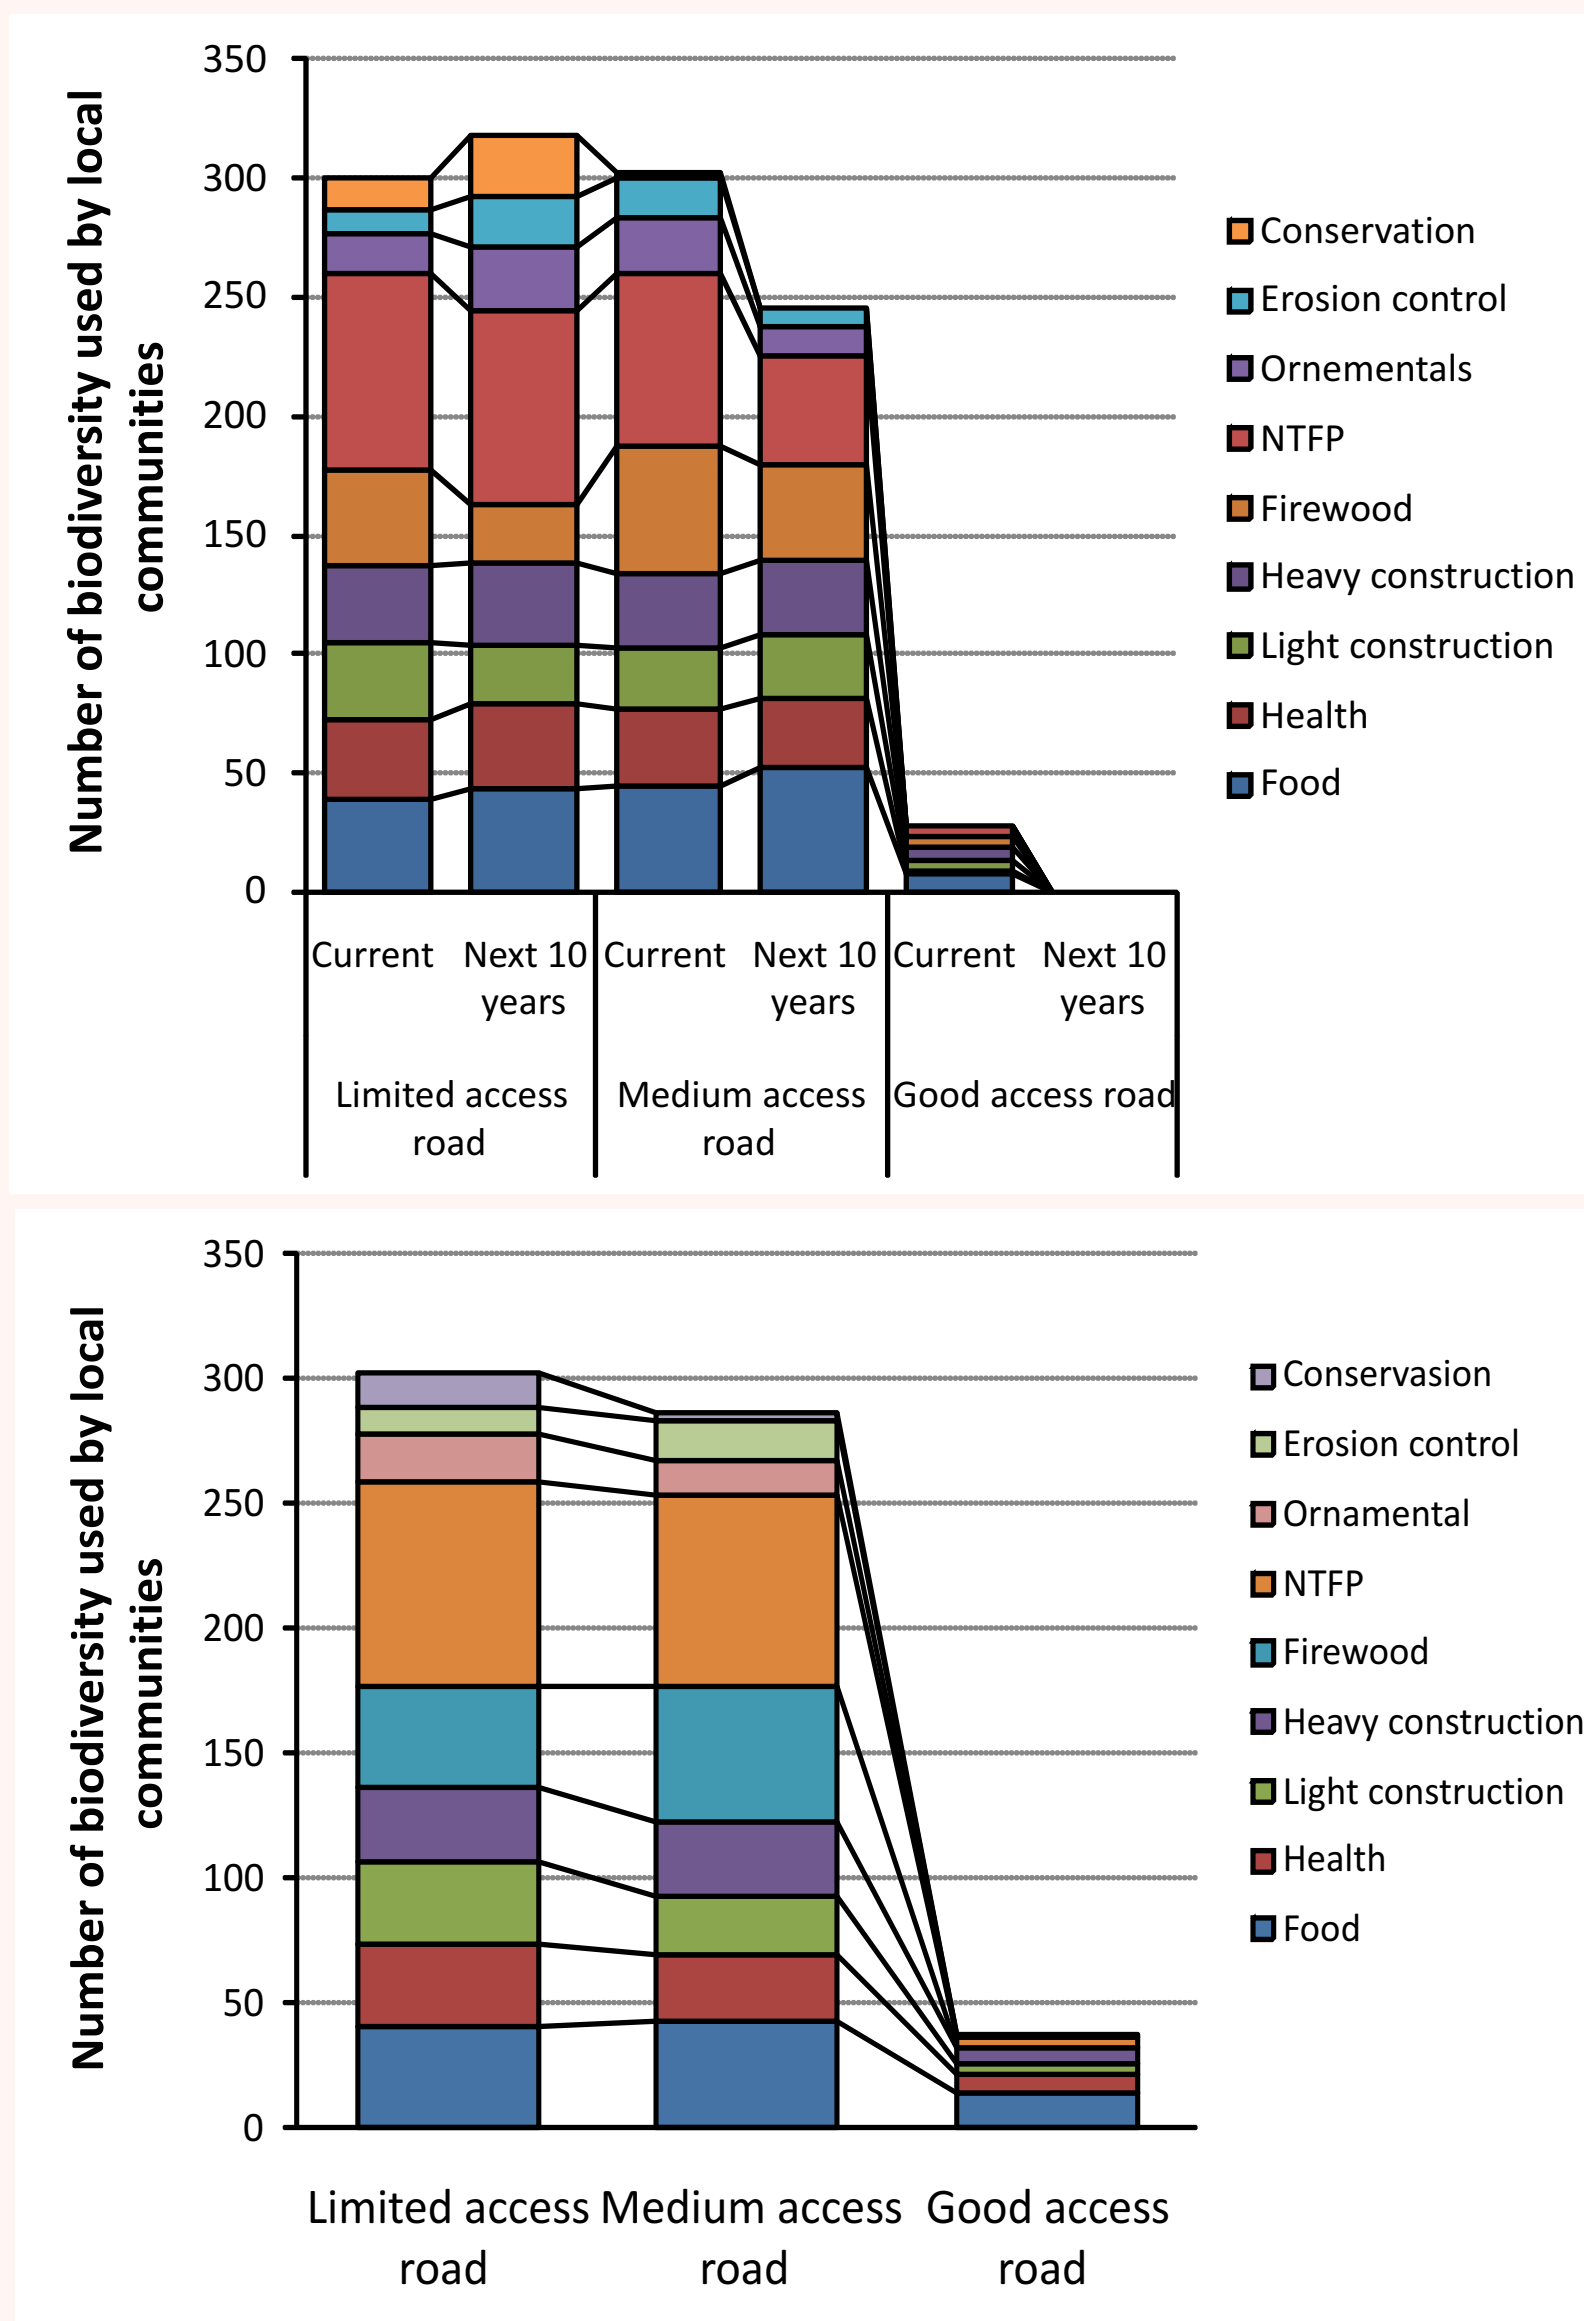 Number of biodiversity used by local
communities
350
300
250
200
150
100
50
0
Current
Next 10
years
Current
Next 10
years
Current
Next 10
years
Limited access
road
Medium access
road
Good access road
Conservation
Erosion control
Ornementals
NTFP
Firewood
Heavy construction
Light construction
Health
Food
Number of biodiversity used by local
communities
350
300
250
200
150
100
50
0
Limited access
road
Medium access
road
Good access
road
Conservasion
Erosion control
Ornamental
NTFP
Firewood
Heavy construction
Light construction
Health
Food